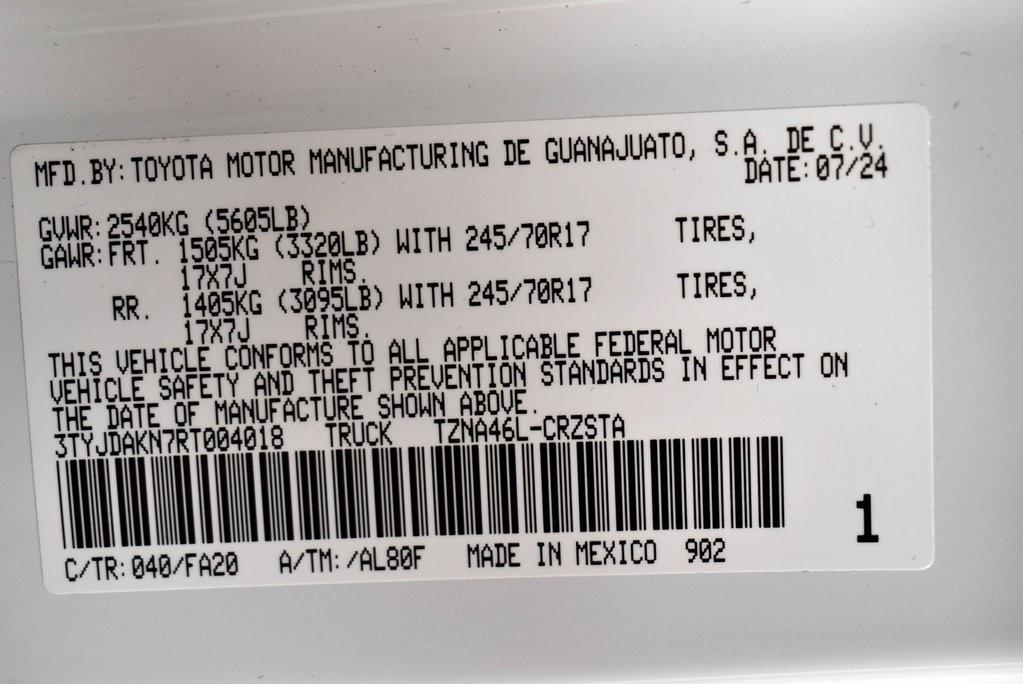 MFD.BY: TOYOTA MOTOR MANUFACTURING DE GUANAJUATO, S.A. DE C.V.
DATE: 07/24
GVWR: 2540KG (5605LB)
GAWR: FRT. 1505KG (3320LB) WITH 245/70R17 TIRES,
17X7J RIMS.
RR. 1405KG (3095LB) WITH 245/70R17 TIRES,
17X7J RIMS.
THIS VEHICLE CONFORMS TO ALL APPLICABLE FEDERAL MOTOR
VEHICLE SAFETY AND THEFT PREVENTION STANDARDS IN EFFECT ON
THE DATE OF MANUFACTURE SHOWN ABOVE.
3TYJDAKN7RT004018 TRUCK TZNA46L-CRZSTA
1
C/TR: 040/FA20 A/TM: /AL80F MADE IN MEXICO 902